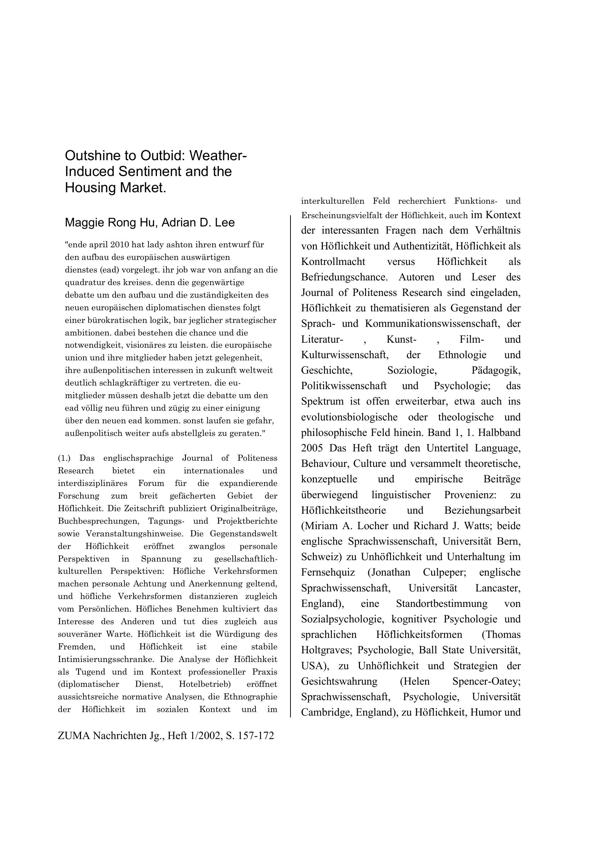 Outshine to Outbid: Weather-
Induced Sentiment and the
Housing Market.
Maggie Rong Hu, Adrian D. Lee
"ende april 2010 hat lady ashton ihren entwurf für
den aufbau des europäischen auswärtigen
dienstes (ead) vorgelegt. ihr job war von anfang an die
quadratur des kreises. denn die gegenwärtige
debatte um den aufbau und die zuständigkeiten des
neuen europäischen diplomatischen dienstes folgt
einer bürokratischen logik, bar jeglicher strategischer
ambitionen. dabei bestehen die chance und die
notwendigkeit, visionäres zu leisten. die europäische
union und ihre mitglieder haben jetzt gelegenheit,
ihre außenpolitischen interessen in zukunft weltweit
deutlich schlagkräftiger zu vertreten. die eu-
mitglieder müssen deshalb jetzt die debatte um den
ead völlig neu führen und zügig zu einer einigung
über den neuen ead kommen. sonst laufen sie gefahr,
außenpolitisch weiter aufs abstellgleis zu geraten."
(1.) Das englischsprachige Journal of Politeness
Research bietet ein internationales und
interdisziplinäres Forum für die expandierende
Forschung zum breit gefächerten Gebiet der
Höflichkeit. Die Zeitschrift publiziert Originalbeiträge,
Buchbesprechungen, Tagungs- und Projektberichte
sowie Veranstaltungshinweise. Die Gegenstandswelt
der Höflichkeit eröffnet zwanglos personale
Perspektiven in Spannung zu gesellschaftlich-
kulturellen Perspektiven: Höfliche Verkehrsformen
machen personale Achtung und Anerkennung geltend,
und höfliche Verkehrsformen distanzieren zugleich
vom Persönlichen. Höfliches Benehmen kultiviert das
Interesse des Anderen und tut dies zugleich aus
souveräner Warte. Höflichkeit ist die Würdigung des
Fremden, und Höflichkeit ist eine stabile
Intimisierungsschranke. Die Analyse der Höflichkeit
als Tugend und im Kontext professioneller Praxis
(diplomatischer Dienst, Hotelbetrieb) eröffnet
aussichtsreiche normative Analysen, die Ethnographie
der Höflichkeit im sozialen Kontext und im
interkulturellen Feld recherchiert Funktions- und
Erscheinungsvielfalt der Höflichkeit, auch im Kontext
der interessanten Fragen nach dem Verhältnis
von Höflichkeit und Authentizität, Höflichkeit als
Kontrollmacht versus Höflichkeit als
Befriedungschance. Autoren und Leser des
Journal of Politeness Research sind eingeladen,
Höflichkeit zu thematisieren als Gegenstand der
Sprach- und Kommunikationswissenschaft, der
Literatur- , Kunst- , Film- und
Kulturwissenschaft, der Ethnologie und
Geschichte, Soziologie, Pädagogik,
Politikwissenschaft und Psychologie; das
Spektrum ist offen erweiterbar, etwa auch ins
evolutionsbiologische oder theologische und
philosophische Feld hinein. Band 1, 1. Halbband
2005 Das Heft trägt den Untertitel Language,
Behaviour, Culture und versammelt theoretische,
konzeptuelle und empirische Beiträge
überwiegend linguistischer Provenienz: zu
Höflichkeitstheorie und Beziehungsarbeit
(Miriam A. Locher und Richard J. Watts; beide
englische Sprachwissenschaft, Universität Bern,
Schweiz) zu Unhöflichkeit und Unterhaltung im
Fernsehquiz (Jonathan Culpeper; englische
Sprachwissenschaft, Universität Lancaster,
England), eine Standortbestimmung von
Sozialpsychologie, kognitiver Psychologie und
sprachlichen Höflichkeitsformen (Thomas
Holtgraves; Psychologie, Ball State Universität,
USA), zu Unhöflichkeit und Strategien der
Gesichtswahrung (Helen Spencer-Oatey;
Sprachwissenschaft, Psychologie, Universität
Cambridge, England), zu Höflichkeit, Humor und
ZUMA Nachrichten Jg., Heft 1/2002, S. 157-172